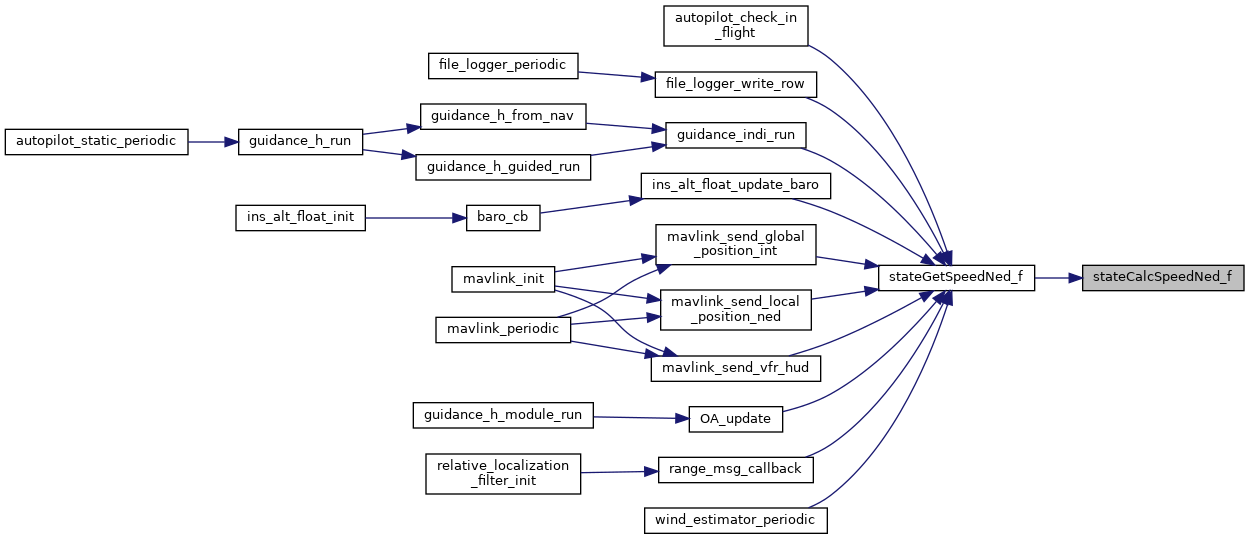 autopilot_check_in
_flight
file_logger_periodic
file_logger_write_row
guidance_h_from_nav
guidance_indi_run
autopilot_static_periodic
guidance_h_run
guidance_h_guided_run
ins_alt_float_update_baro
ins_alt_float_init
baro_cb
mavlink_send_global
_position_int
mavlink_init
stateGetSpeedNed_f
stateCalcSpeedNed_f
mavlink_send_local
_position_ned
mavlink_periodic
mavlink_send_vfr_hud
guidance_h_module_run
OA_update
relative_localization
_filter_init
range_msg_callback
wind_estimator_periodic